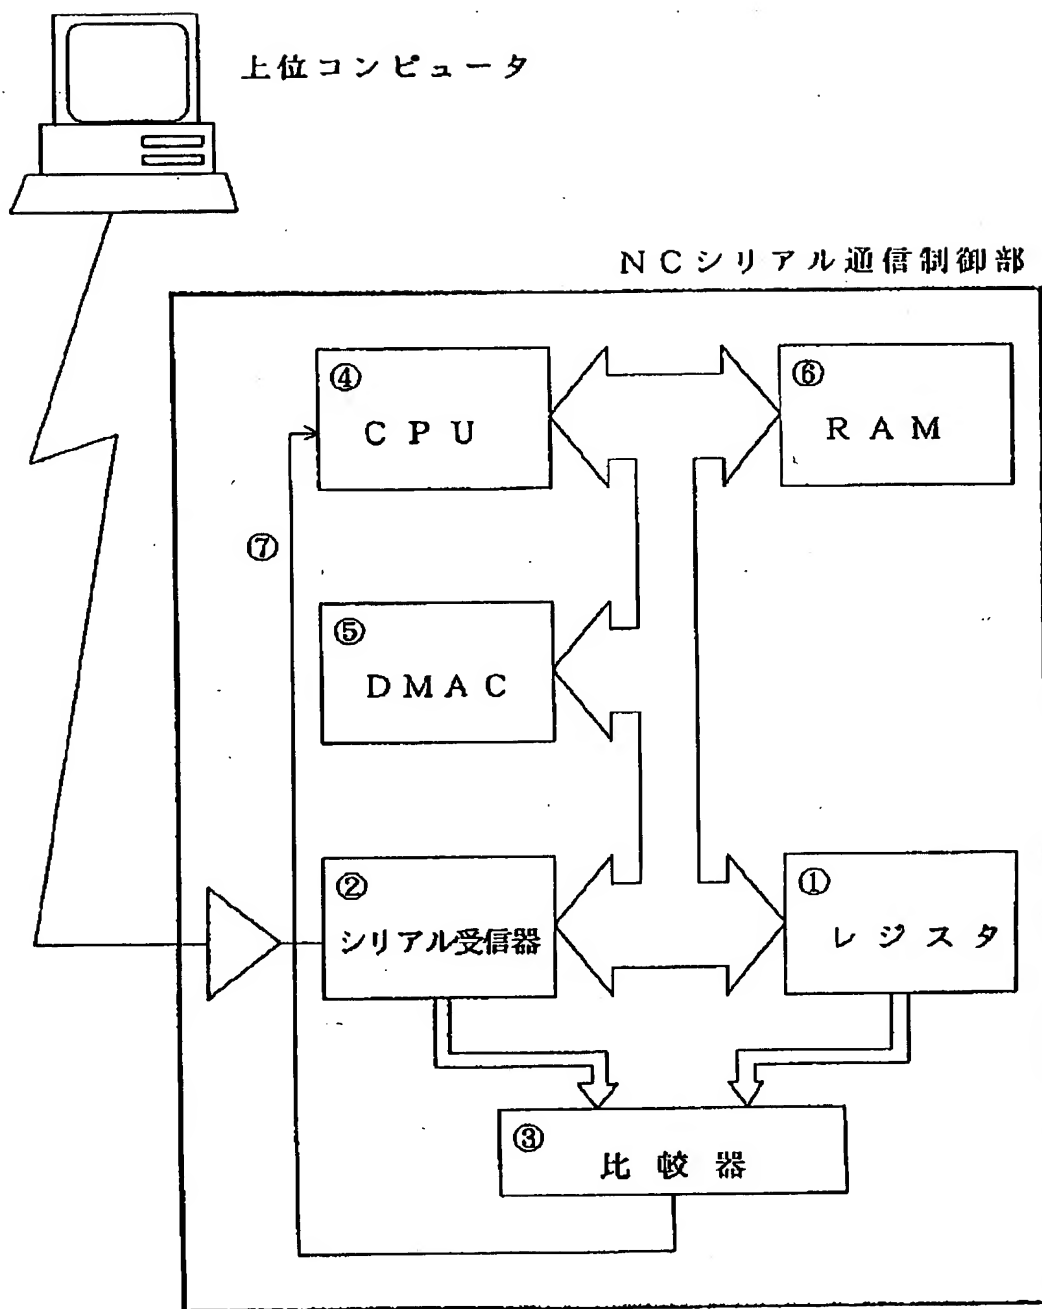 上位コンピュータ
NCシリアル通信制御部
④
CPU
⑥
RAM
⑦
⑤
DMAC
②
シリアル受信器
①
レジスタ
③
比較器